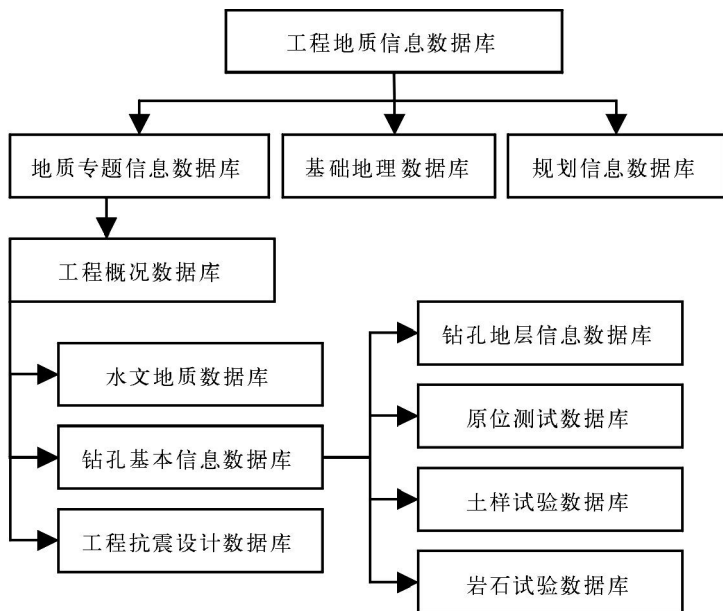 工程地质信息数据库
地质专题信息数据库
基础地理数据库
规划信息数据库
工程概况数据库
水文地质数据库
钻孔基本信息数据库
工程抗震设计数据库
钻孔地层信息数据库
原位测试数据库
土样试验数据库
岩石试验数据库